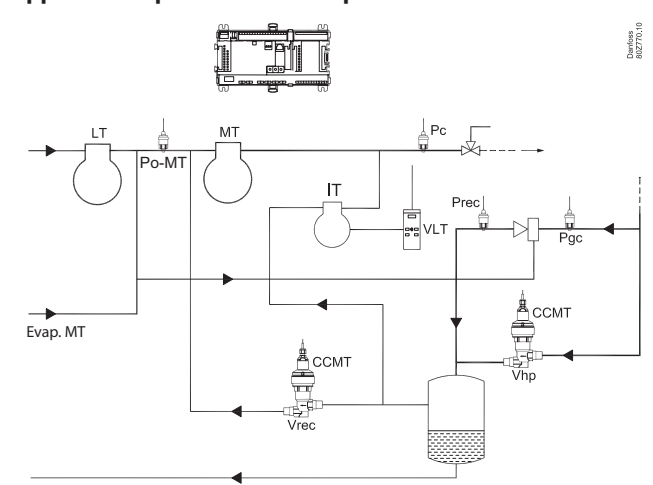 Danfoss
80Z770.10
LT
MT
Pc
Po-MT
IT
Prec
VLT
Pgc
CCMT
Evap. MT
CCMT
Vhp
Vrec